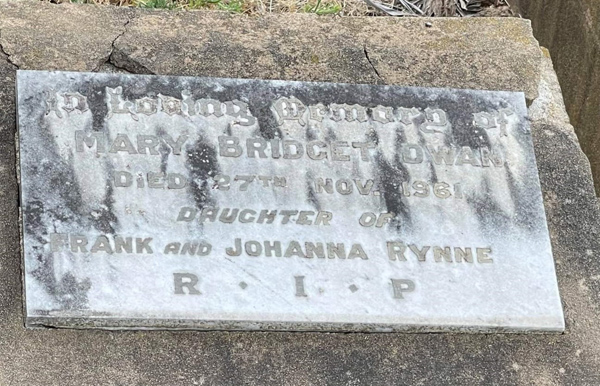 In Loving Memory of
MARY BRIDGET OWAN
DIED 27TH NOV. 1961
DAUGHTER OF
FRANK AND JOHANNA RYNNE
R · I · P